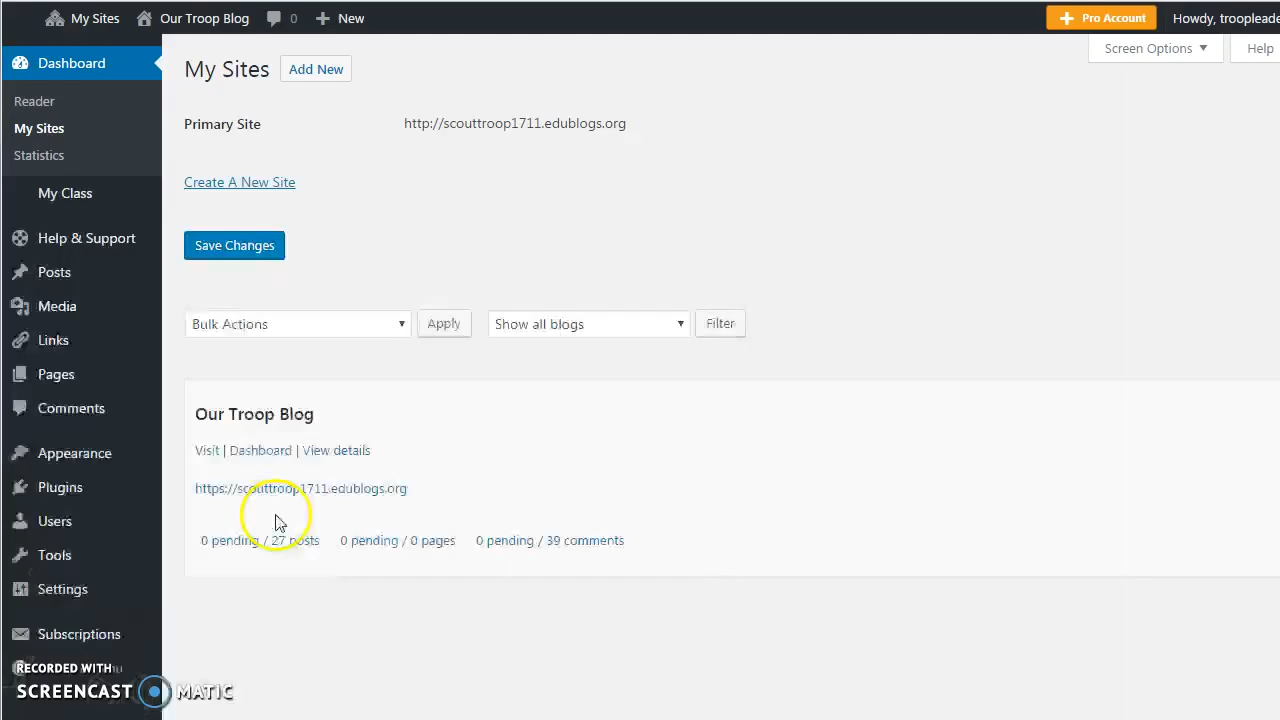 My Sites Our Troop Blog 0 New Pro Account Howdy, troopleade
Screen Options Help
Dashboard
Reader
My Sites
Statistics
My Class
Help & Support
Posts
Media
Links
Pages
Comments
Appearance
Plugins
Users
Tools
Settings
Subscriptions
My Sites Add New
Primary Site http://scouttroop1711.edublogs.org
Create A New Site
Save Changes
Bulk Actions Apply Show all blogs Filter
Our Troop Blog
Visit | Dashboard | View details
https://scouttroop1711.edublogs.org
0 pending / 27 posts 0 pending / 0 pages 0 pending / 39 comments
RECORDED WITH
SCREENCAST MATIC